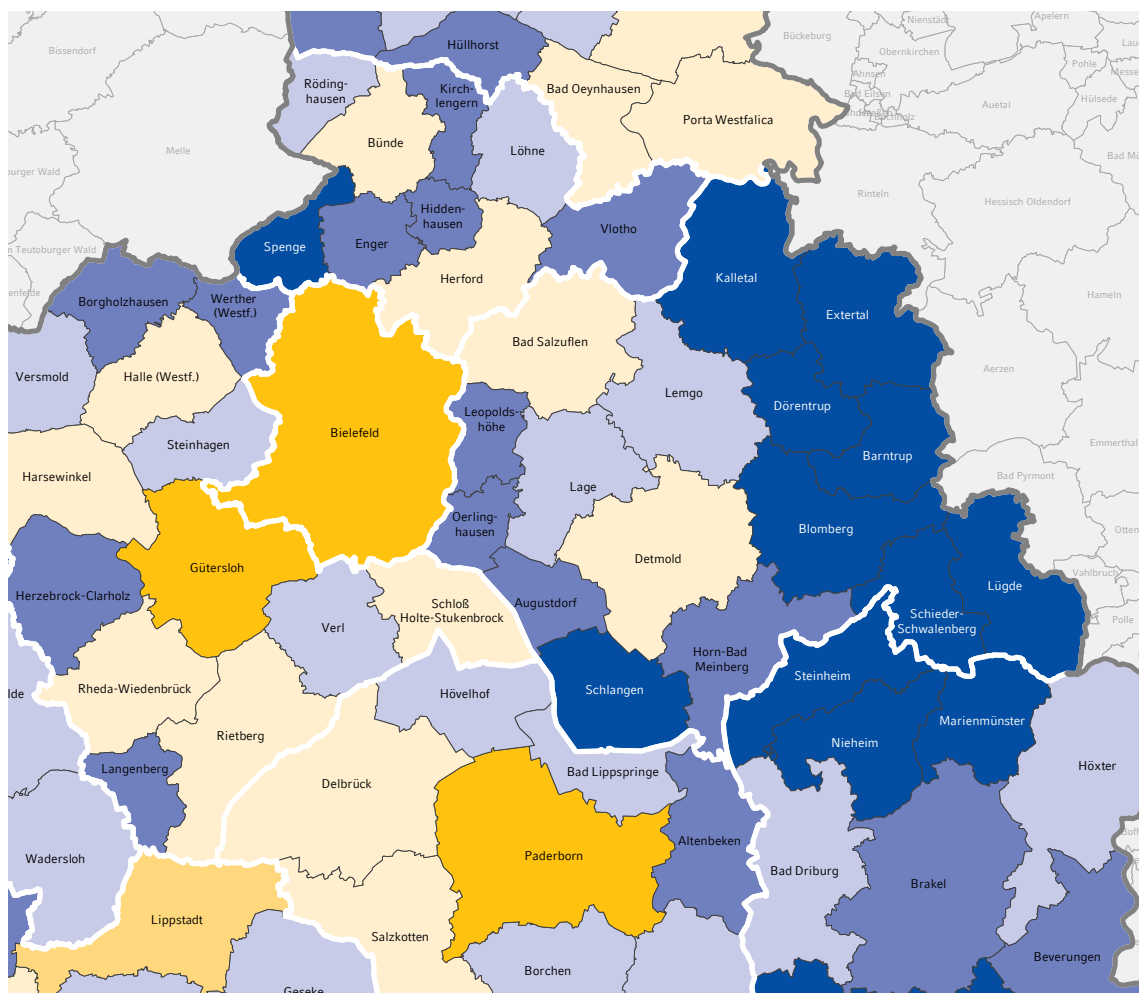 Nienstädt
Apelern
Bückeburg
Hüllhorst
Bissendorf
Obernkirchen
Pohle
Ahnsen
Röding-
hausen
Kirch-
lengern
Bad Oeynhausen
Bad Eilsen
Hülsede
Auetal
Buchholz
Porta Westfalica
Bünde
Löhne
Melle
Rinteln
Hessisch Oldendorf
Hidden-
hausen
Vlotho
Enger
Spenge
Teutoburger Wald
Kalletal
Herford
Hameln
Borgholzhausen
Werther
(Westf.)
Extertal
Bad Salzuflen
Aerzen
Versmold
Halle (Westf.)
Lemgo
Dörentrup
Leopolds-
höhe
Bielefeld
Steinhagen
Emmerthal
Barntrup
Harsewinkel
Bad Pyrmont
Lage
Oerling-
hausen
Blomberg
Detmold
Gütersloh
Vahlbruch
Lügde
Herzebrock-Clarholz
Schloß
Holte-Stukenbrock
Augustdorf
Schieder-
Schwalenberg
Polle
Verl
Horn-Bad
Meinberg
Steinheim
Rheda-Wiedenbrück
Hövelhof
Schlangen
Marienmünster
Rietberg
Nieheim
Langenberg
Bad Lippspringe
Höxter
Delbrück
Altenbeken
Wadersloh
Paderborn
Bad Driburg
Brakel
Lippstadt
Salzkotten
Beverungen
Borchen
Geseke